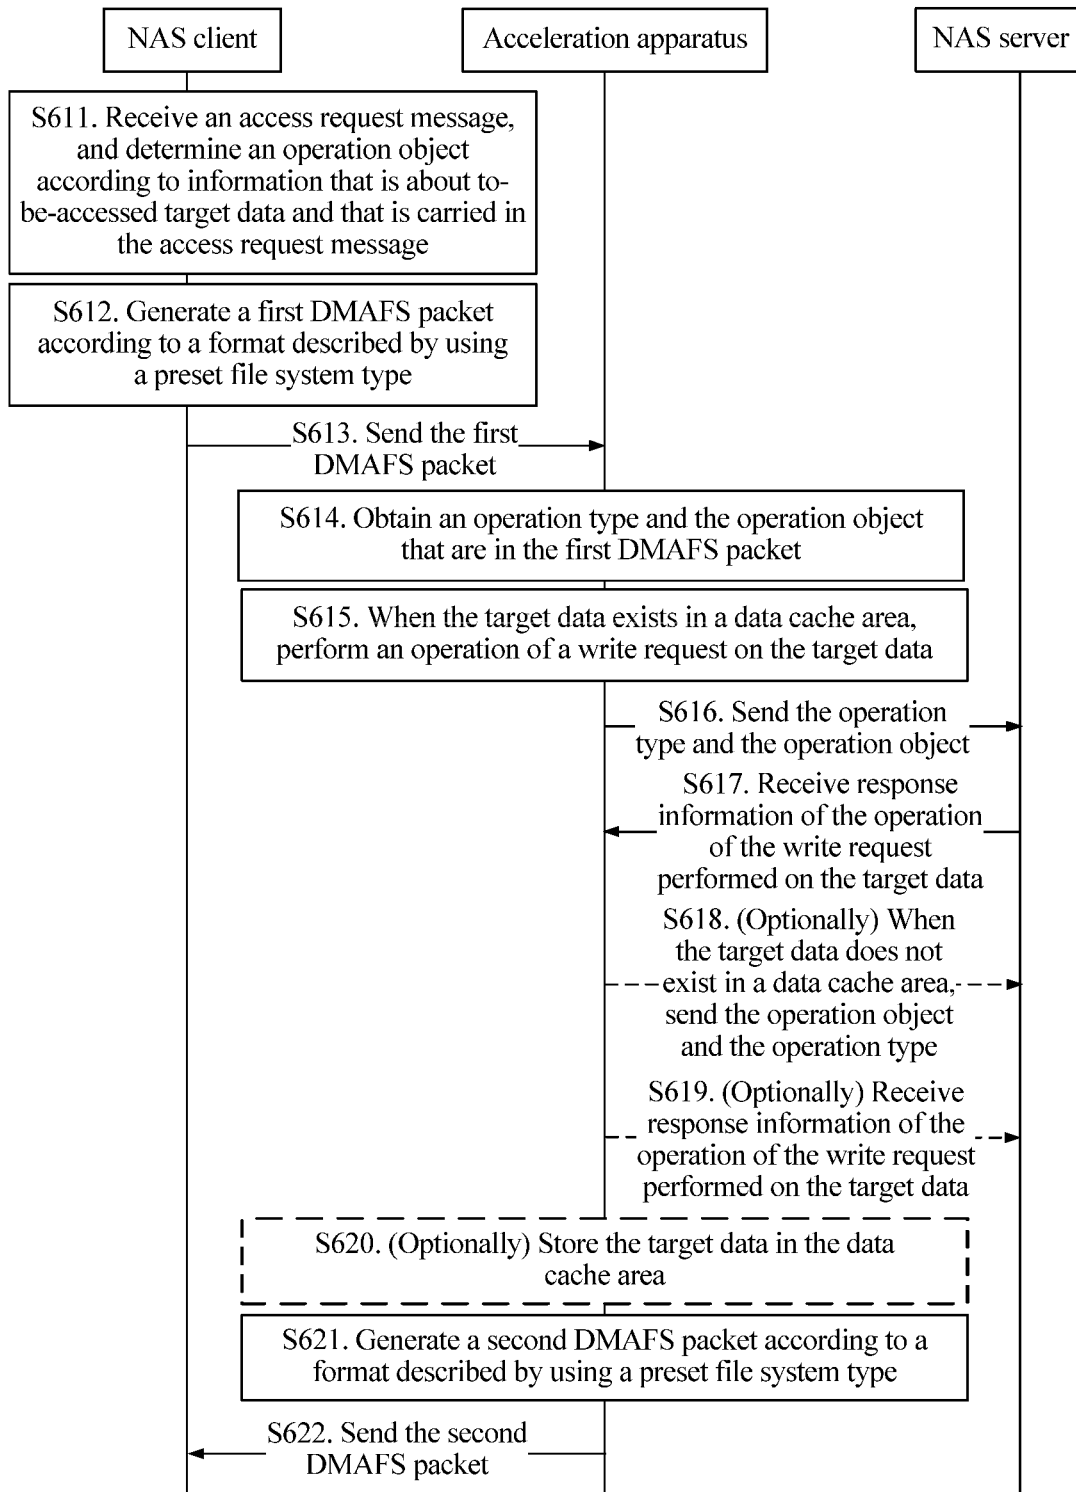 NAS client
Acceleration apparatus
NAS server
S611. Receive an access request message,
and determine an operation object
according to information that is about to-
be-accessed target data and that is carried in
the access request message
S612. Generate a first DMAFS packet
according to a format described by using
a preset file system type
S613. Send the first
DMAFS packet
S614. Obtain an operation type and the operation object
that are in the first DMAFS packet
S615. When the target data exists in a data cache area,
perform an operation of a write request on the target data
S616. Send the operation
type and the operation object
S617. Receive response
information of the operation
of the write request
performed on the target data
S618. (Optionally) When
the target data does not
exist in a data cache area,
send the operation object
and the operation type
S619. (Optionally) Receive
response information of the
operation of the write request
performed on the target data
S620. (Optionally) Store the target data in the data
cache area
S621. Generate a second DMAFS packet according to a
format described by using a preset file system type
S622. Send the second
DMAFS packet